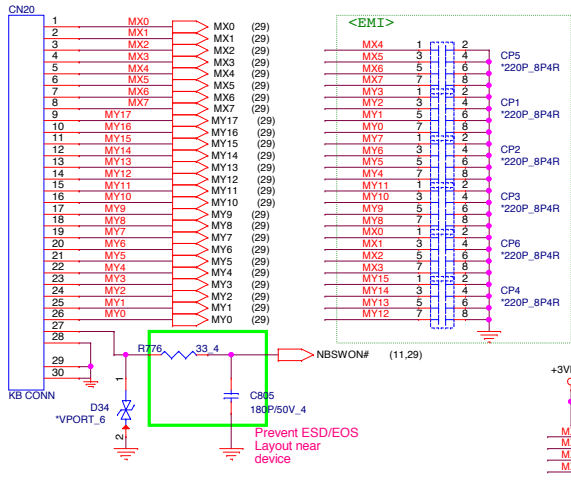 CN20
1 MX0 MX0 (29)
2 MX1 MX1 (29)
3 MX2 MX2 (29)
4 MX3 MX3 (29)
5 MX4 MX4 (29)
6 MX5 MX5 (29)
7 MX6 MX6 (29)
8 MX7 MX7 (29)
9 MY17 MY17 (29)
10 MY16 MY16 (29)
11 MY15 MY15 (29)
12 MY14 MY14 (29)
13 MY13 MY13 (29)
14 MY12 MY12 (29)
15 MY11 MY11 (29)
16 MY10 MY10 (29)
17 MY9 MY9 (29)
18 MY8 MY8 (29)
19 MY7 MY7 (29)
20 MY6 MY6 (29)
21 MY5 MY5 (29)
22 MY4 MY4 (29)
23 MY3 MY3 (29)
24 MY2 MY2 (29)
25 MY1 MY1 (29)
26 MY0 MY0 (29)
27
28
29
30
KB CONN
R776 33_4
NBSWON# (11,29)
1
D34
*VPORT_6
2
C805
180P/50V_4
Prevent ESD/EOS
Layout near
device
<EMI>
MX4 1 2
MX5 3 4 CP5
MX6 5 6 *220P_8P4R
MX7 7 8
MY3 1 2
MY2 3 4 CP1
MY1 5 6 *220P_8P4R
MY0 7 8
MY7 1 2
MY6 3 4 CP2
MY5 5 6 *220P_8P4R
MY4 7 8
MY11 1 2
MY10 3 4 CP3
MY9 5 6 *220P_8P4R
MY8 7 8
MX0 1 2
MX1 3 4 CP6
MX2 5 6 *220P_8P4R
MX3 7 8
MY15 1 2
MY14 3 4 CP4
MY13 5 6 *220P_8P4R
MY12 7 8